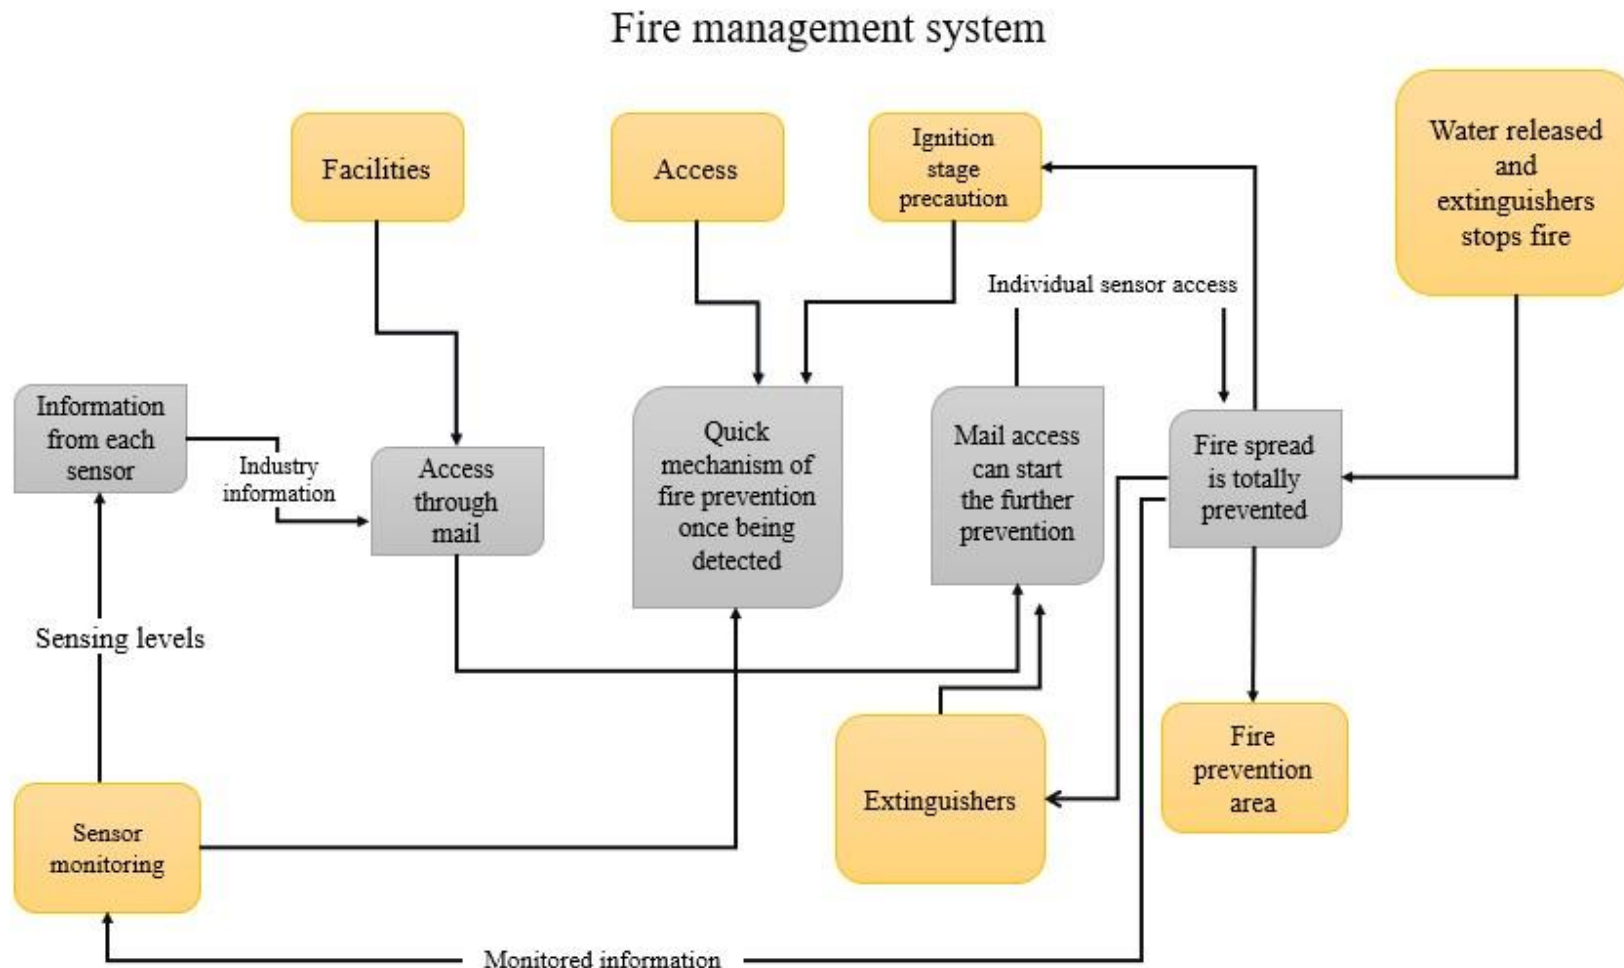 Fire management system
Facilities
Access
Ignition
stage
precaution
Water released
and
extinguishers
stops fire
Individual sensor access
Information
from each
sensor
Industry
information
Access
through
mail
Quick
mechanism of
fire prevention
once being
detected
Mail access
can start
the further
prevention
Fire spread
is totally
prevented
Sensing levels
Sensor
monitoring
Extinguishers
Fire
prevention
area
Monitored information